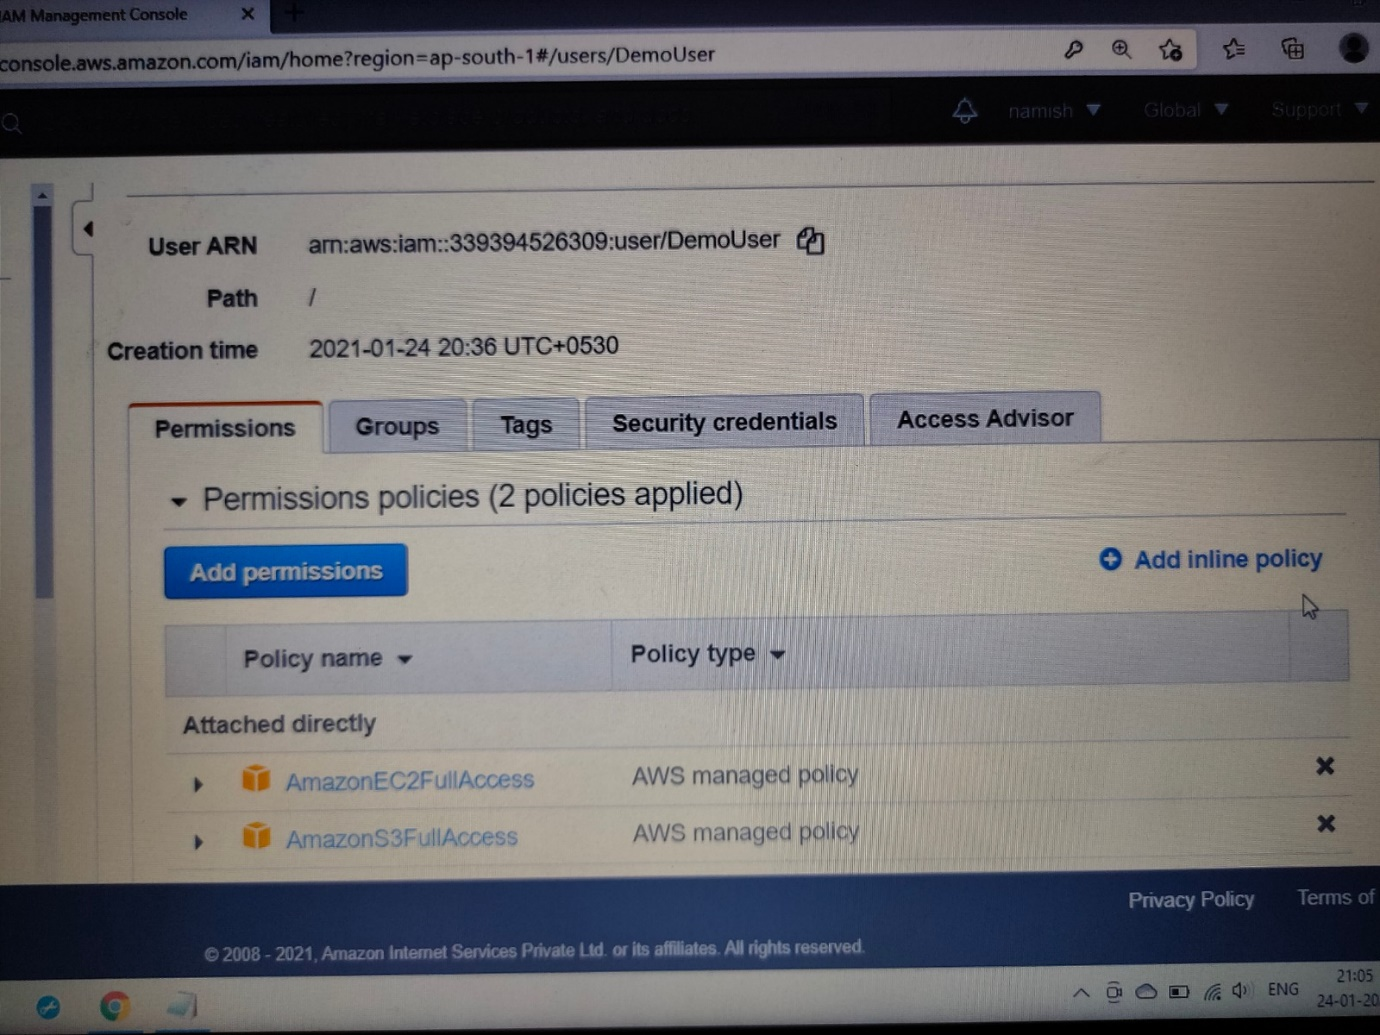 IAM Management Console
console.aws.amazon.com/iam/home?region=ap-south-1#/users/DemoUser
namish Global Support
User ARN arn:aws:iam::339394526309:user/DemoUser
Path /
Creation time 2021-01-24 20:36 UTC+0530
Permissions Groups Tags Security credentials Access Advisor
Permissions policies (2 policies applied)
Add permissions Add inline policy
Policy name Policy type
Attached directly
AmazonEC2FullAccess AWS managed policy
AmazonS3FullAccess AWS managed policy
Privacy Policy Terms of
© 2008 - 2021, Amazon Internet Services Private Ltd. or its affiliates. All rights reserved.
ENG 21:05
24-01-20